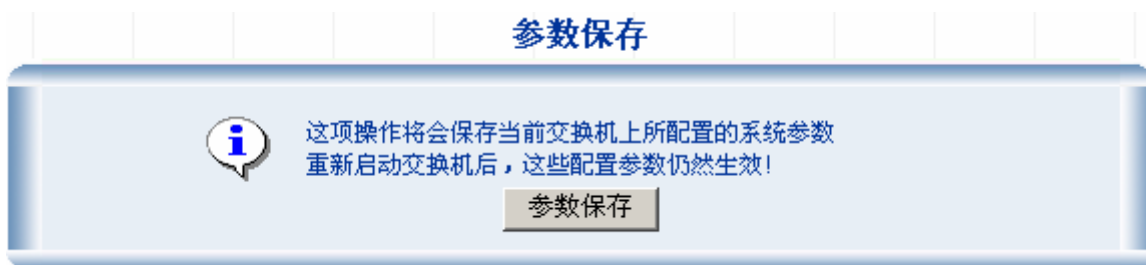 参数保存
这项操作将会保存当前交换机上所配置的系统参数
重新启动交换机后，这些配置参数仍然生效!
参数保存